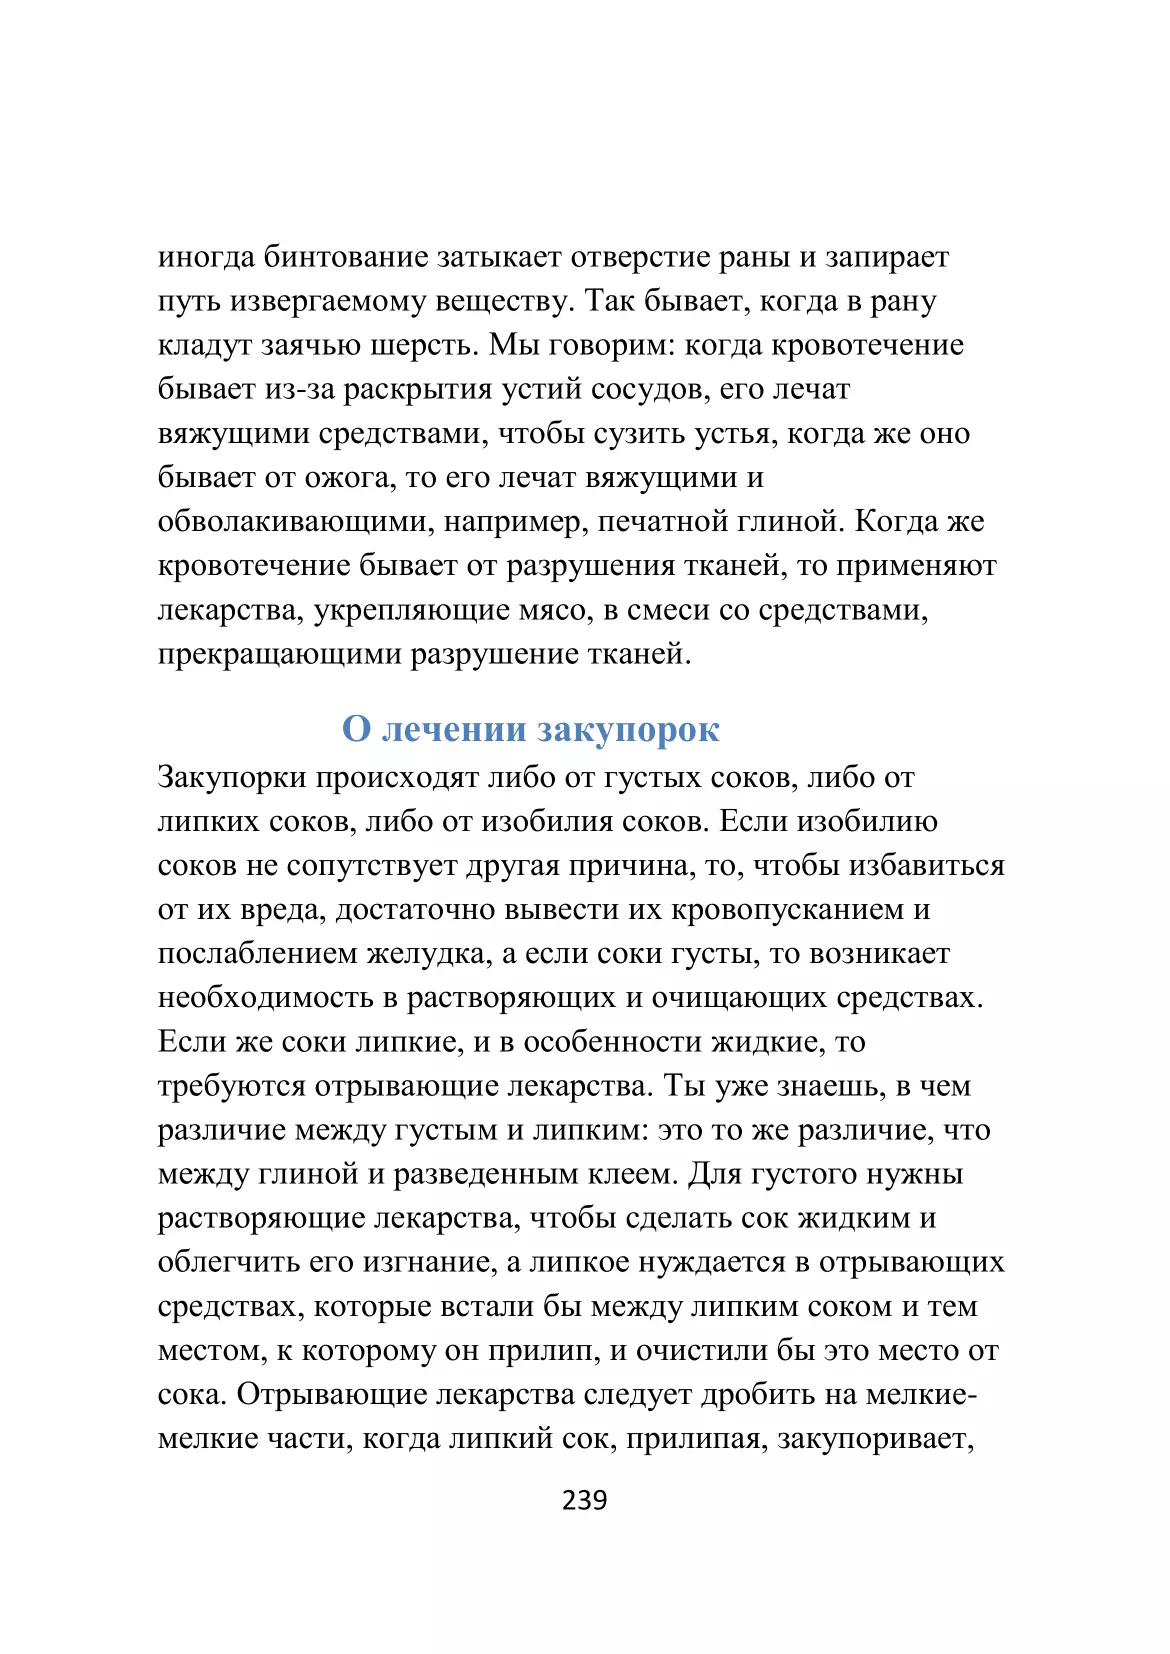 иногда бинтование затыкает отверстие раны и запирает
путь извергаемому веществу. Так бывает, когда в рану
кладут заячью шерсть. Мы говорим: когда кровотечение
бывает из-за раскрытия устий сосудов, его лечат
вяжущими средствами, чтобы сузить устья, когда же оно
бывает от ожога, то его лечат вяжущими и
обволакивающими, например, печатной глиной. Когда же
кровотечение бывает от разрушения тканей, то применяют
лекарства, укрепляющие мясо, в смеси со средствами,
прекращающими разрушение тканей.
О лечении закупорок
Закупорки происходят либо от густых соков, либо от
липких соков, либо от изобилия соков. Если изобилию
соков не сопутствует другая причина, то, чтобы избавиться
от их вреда, достаточно вывести их кровопусканием и
послаблением желудка, а если соки густы, то возникает
необходимость в растворяющих и очищающих средствах.
Если же соки липкие, и в особенности жидкие, то
требуются отрывающие лекарства. Ты уже знаешь, в чем
различие между густым и липким: это то же различие, что
между глиной и разведенным клеем. Для густого нужны
растворяющие лекарства, чтобы сделать сок жидким и
облегчить его изгнание, а липкое нуждается в отрывающих
средствах, которые встали бы между липким соком и тем
местом, к которому он прилип, и очистили бы это место от
сока. Отрывающие лекарства следует дробить на мелкие-
мелкие части, когда липкий сок, прилипая, закупоривает,
239